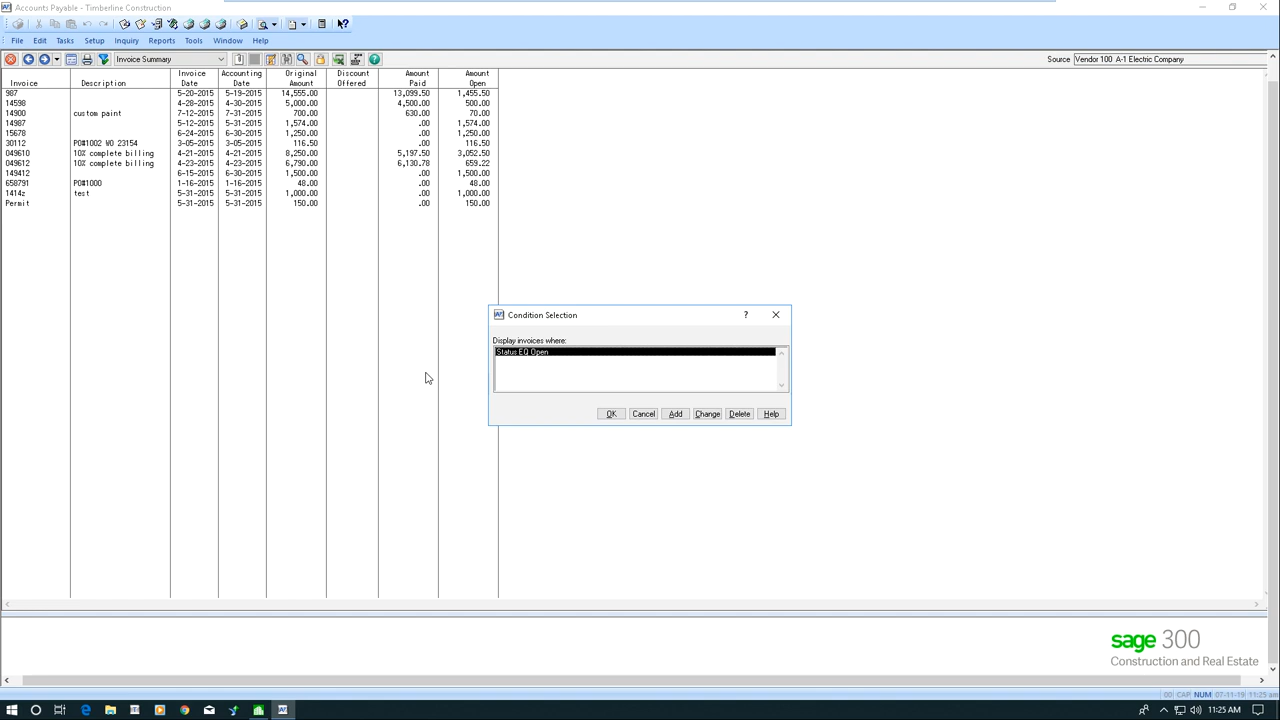 Accounts Payable - Timberline Construction
File Edit Tasks Setup Inquiry Reports Tools Window Help
Invoice Summary Source Vendor 100 A-1 Electric Company
Invoice Accounting Original Discount Amount Amount
Invoice Description Date Date Amount Offered Paid Open
987 5-20-2015 5-19-2015 14,555.00 13,099.50 1,455.50
14598 4-28-2015 4-30-2015 5,000.00 4,500.00 500.00
14900 custom paint 7-12-2015 7-31-2015 700.00 630.00 70.00
14987 5-12-2015 5-31-2015 1,574.00 .00 1,574.00
15678 6-24-2015 6-30-2015 1,250.00 .00 1,250.00
30112 PO#1002 WO 23154 3-05-2015 3-05-2015 116.50 .00 116.50
049610 10% complete billing 4-21-2015 4-21-2015 8,250.00 5,197.50 3,052.50
049612 10% complete billing 4-23-2015 4-23-2015 6,790.00 6,130.78 659.22
149412 6-15-2015 6-30-2015 1,500.00 .00 1,500.00
658791 PO#1000 1-16-2015 1-16-2015 48.00 .00 48.00
1414z test 5-31-2015 5-31-2015 1,000.00 .00 1,000.00
Permit 5-31-2015 5-31-2015 150.00 .00 150.00
Condition Selection ?
Display invoices where:
Status EQ Open
OK Cancel Add Change Delete Help
sage 300
Construction and Real Estate
00 CAP NUM 07-11-19 11:25 am
11:25 AM